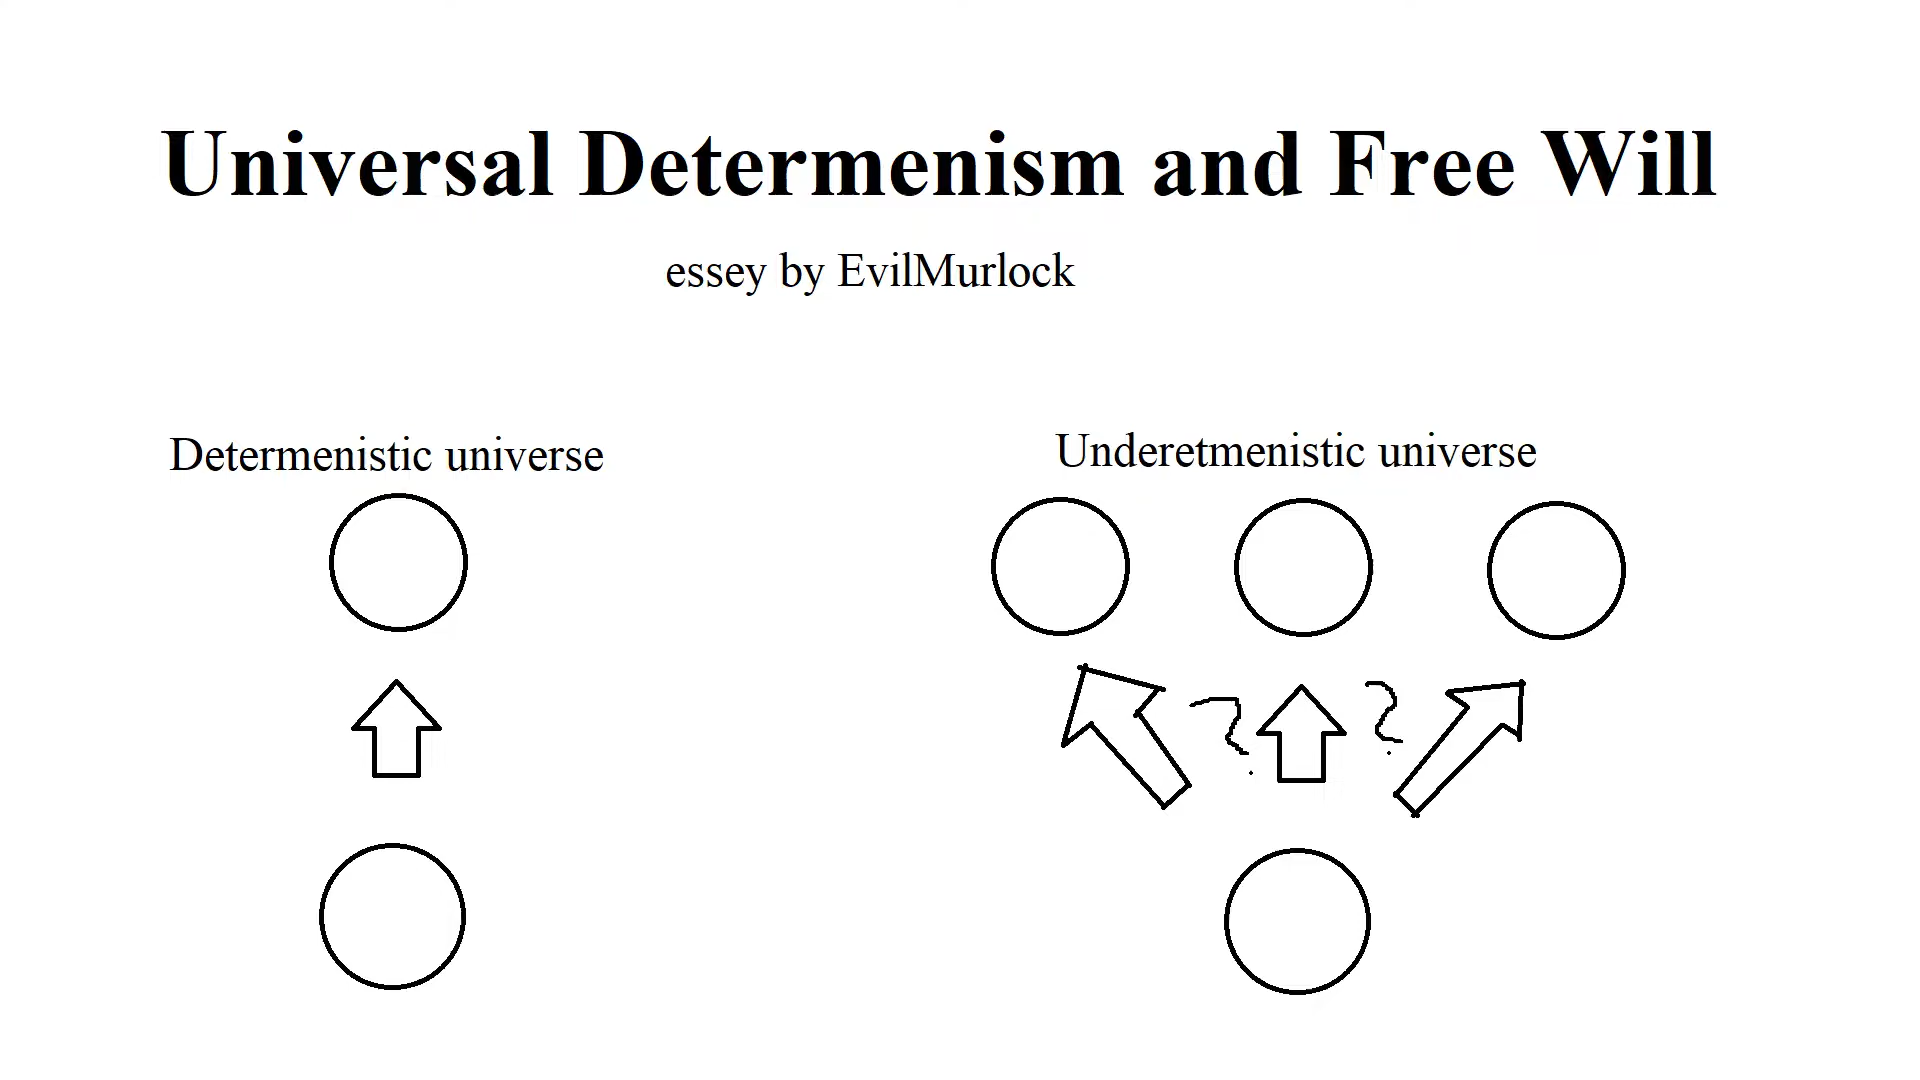 Universal Determenism and Free Will
essey by EvilMurlock
Determenistic universe
Underetmenistic universe
? ?